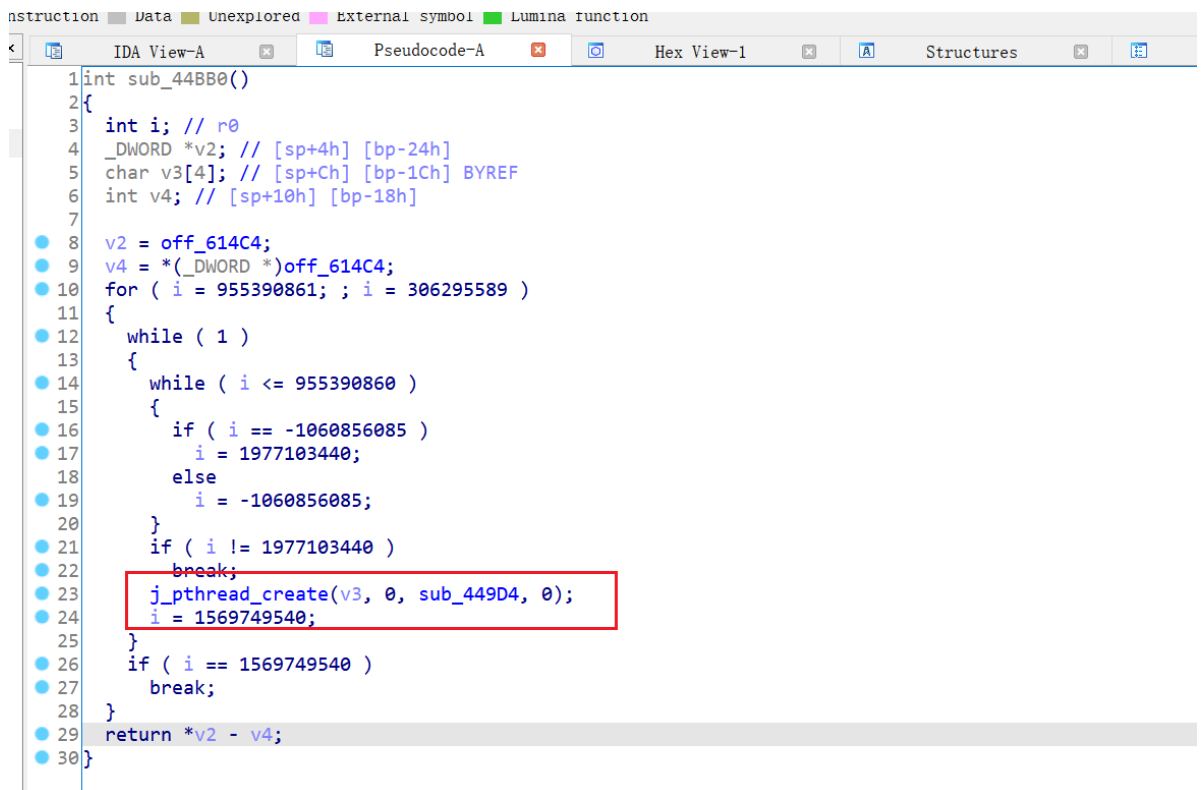 nstruction Data Unexplored External symbol Lumina function
IDA View-A Pseudocode-A Hex View-1 Structures
1 int sub_44BB0()
2 {
3 int i; // r0
4 _DWORD *v2; // [sp+4h] [bp-24h]
5 char v3[4]; // [sp+Ch] [bp-1Ch] BYREF
6 int v4; // [sp+10h] [bp-18h]
7
8 v2 = off_614C4;
9 v4 = *(_DWORD *)off_614C4;
10 for ( i = 955390861; ; i = 306295589 )
11 {
12 while ( 1 )
13 {
14 while ( i <= 955390860 )
15 {
16 if ( i == -1060856085 )
17 i = 1977103440;
18 else
19 i = -1060856085;
20 }
21 if ( i != 1977103440 )
22 break;
23 j_pthread_create(v3, 0, sub_449D4, 0);
24 i = 1569749540;
25 }
26 if ( i == 1569749540 )
27 break;
28 }
29 return *v2 - v4;
30 }